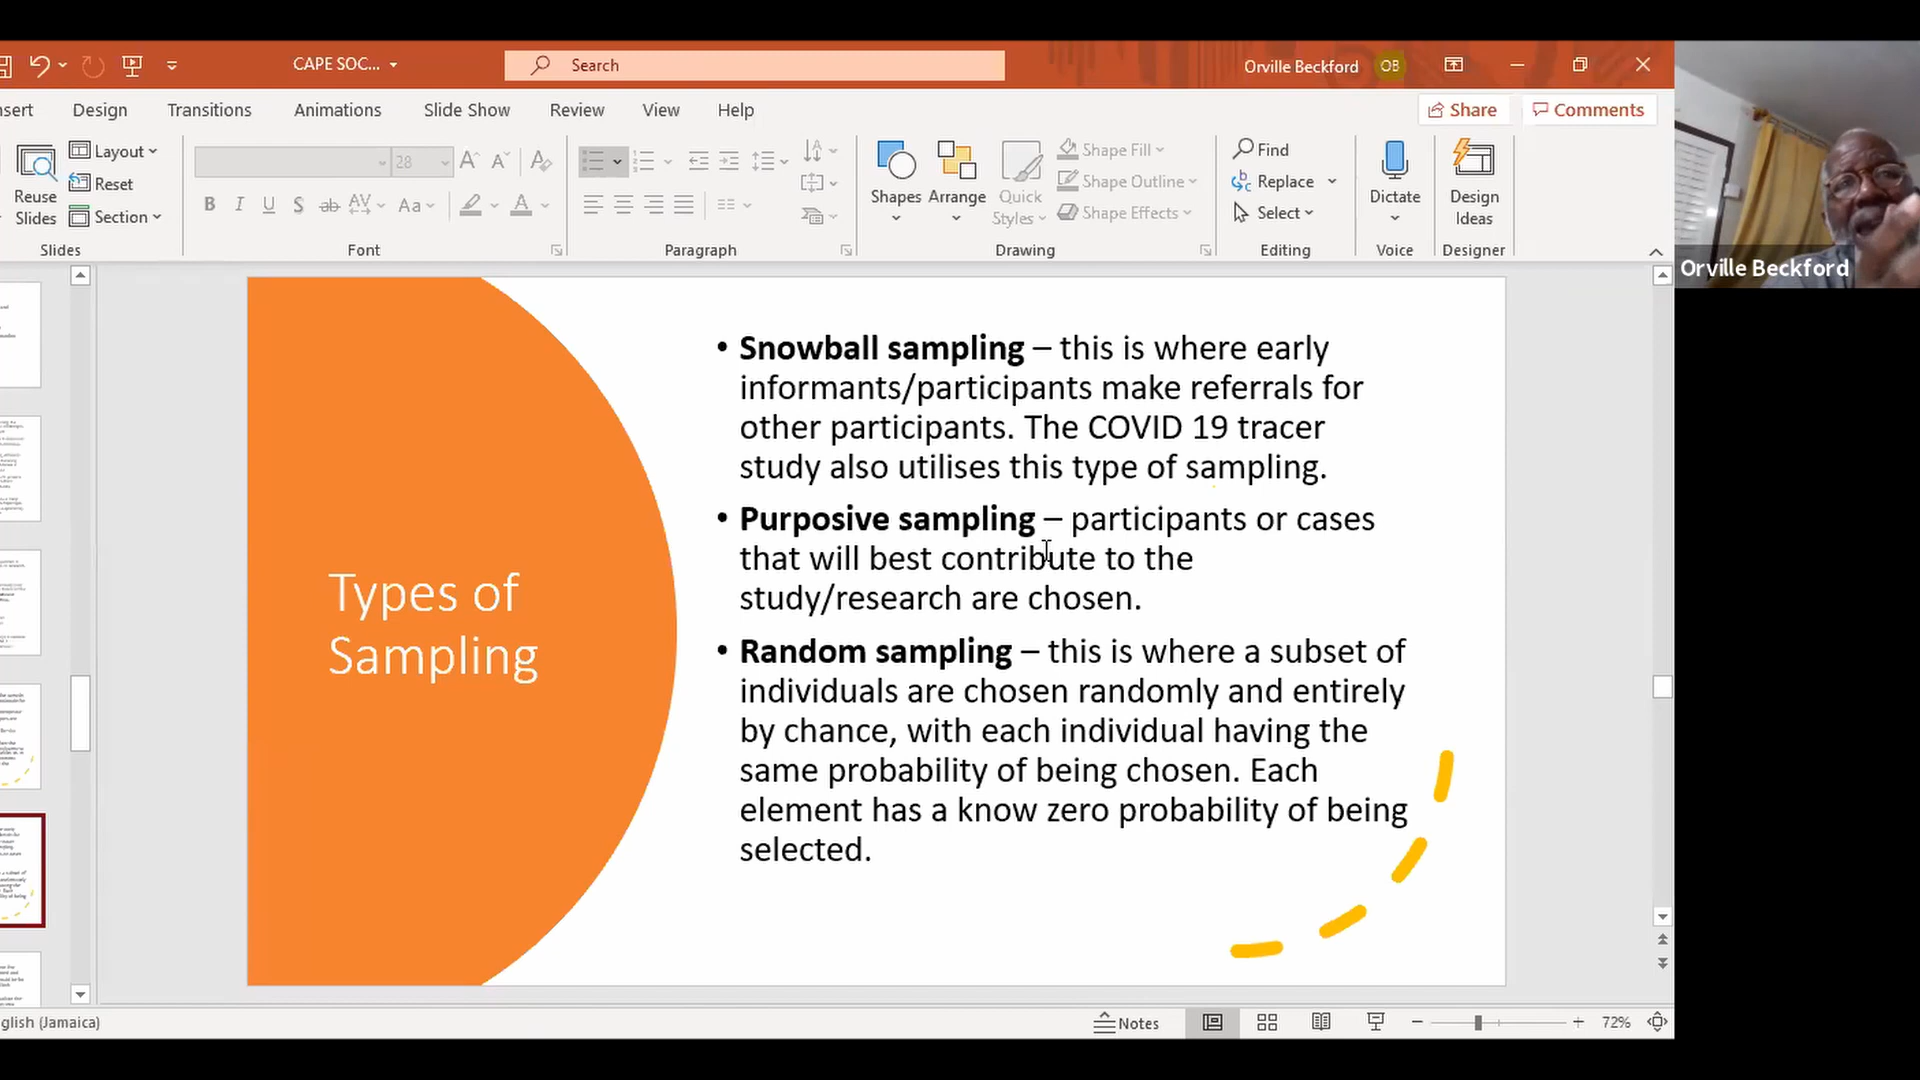 CAPE SOC...
Search
Orville Beckford
OB
Design
Transitions
Animations
Slide Show
Review
View
Help
Share
Comments
Reuse
Slides
Layout
Reset
Section
Slides
28
Font
Paragraph
Shapes
Arrange
Quick
Styles
Shape Fill
Shape Outline
Shape Effects
Drawing
Find
Replace
Select
Editing
Dictate
Voice
Design
Ideas
Designer
Orville Beckford
Types of
Sampling
• Snowball sampling – this is where early
informants/participants make referrals for
other participants. The COVID 19 tracer
study also utilises this type of sampling.
• Purposive sampling – participants or cases
that will best contribute to the
study/research are chosen.
• Random sampling – this is where a subset of
individuals are chosen randomly and entirely
by chance, with each individual having the
same probability of being chosen. Each
element has a know zero probability of being
selected.
glish (Jamaica)
Notes
72%